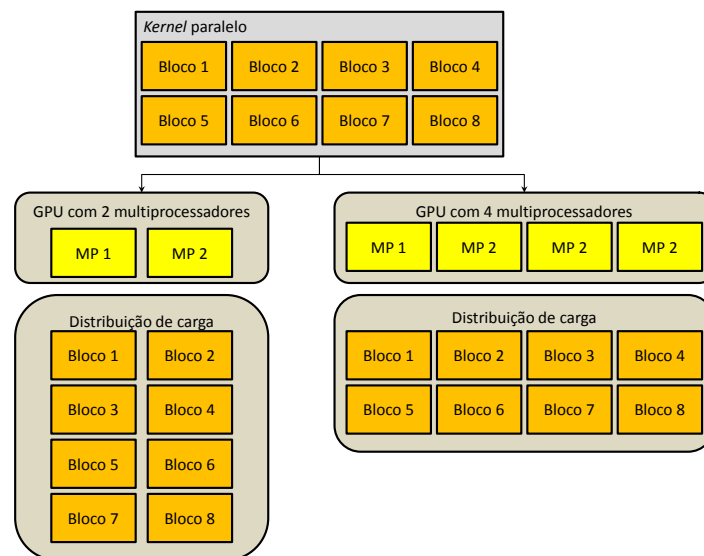 Kernel paralelo
Bloco 1 Bloco 2 Bloco 3 Bloco 4
Bloco 5 Bloco 6 Bloco 7 Bloco 8
GPU com 2 multiprocessadores
MP 1 MP 2
Distribuição de carga
Bloco 1 Bloco 2
Bloco 3 Bloco 4
Bloco 5 Bloco 6
Bloco 7 Bloco 8
GPU com 4 multiprocessadores
MP 1 MP 2 MP 2 MP 2
Distribuição de carga
Bloco 1 Bloco 2 Bloco 3 Bloco 4
Bloco 5 Bloco 6 Bloco 7 Bloco 8